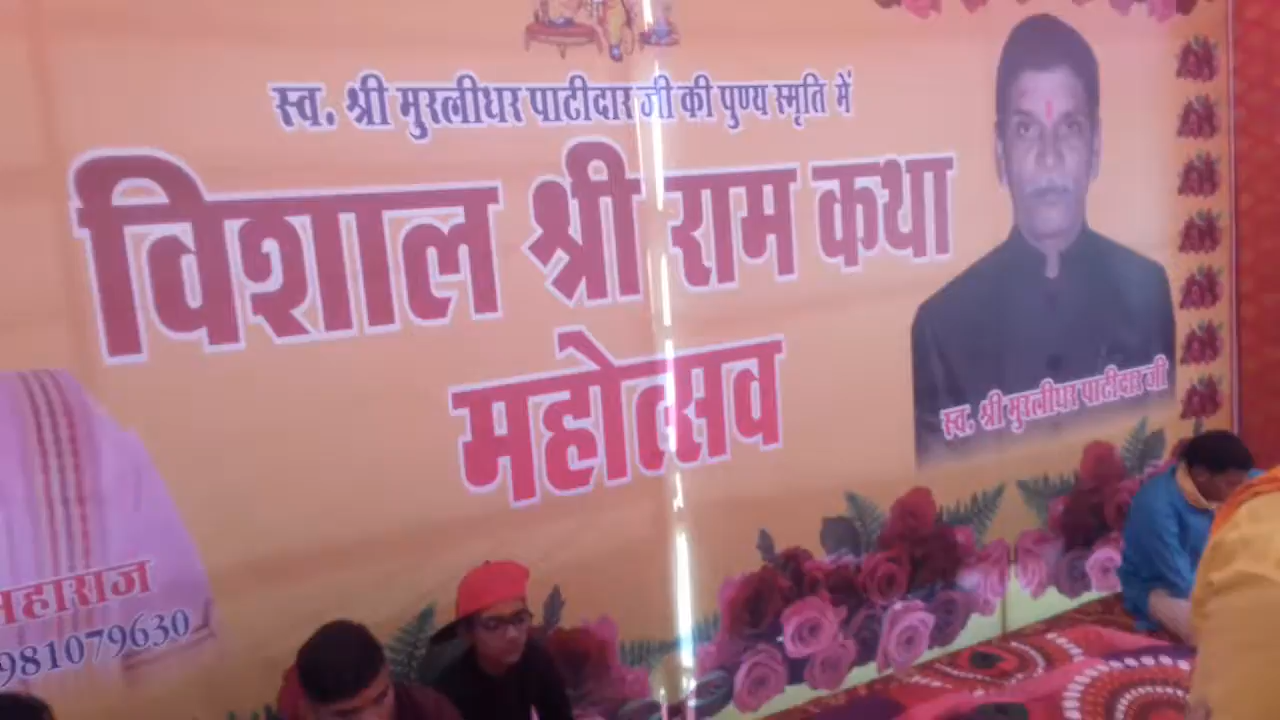 स्व. श्री मुरलीधर पाटीदार जी की पुण्य स्मृति में
विशाल श्री राम कथा
महोत्सव
स्व. श्री मुरलीधर पाटीदार जी
महाराज
981079630